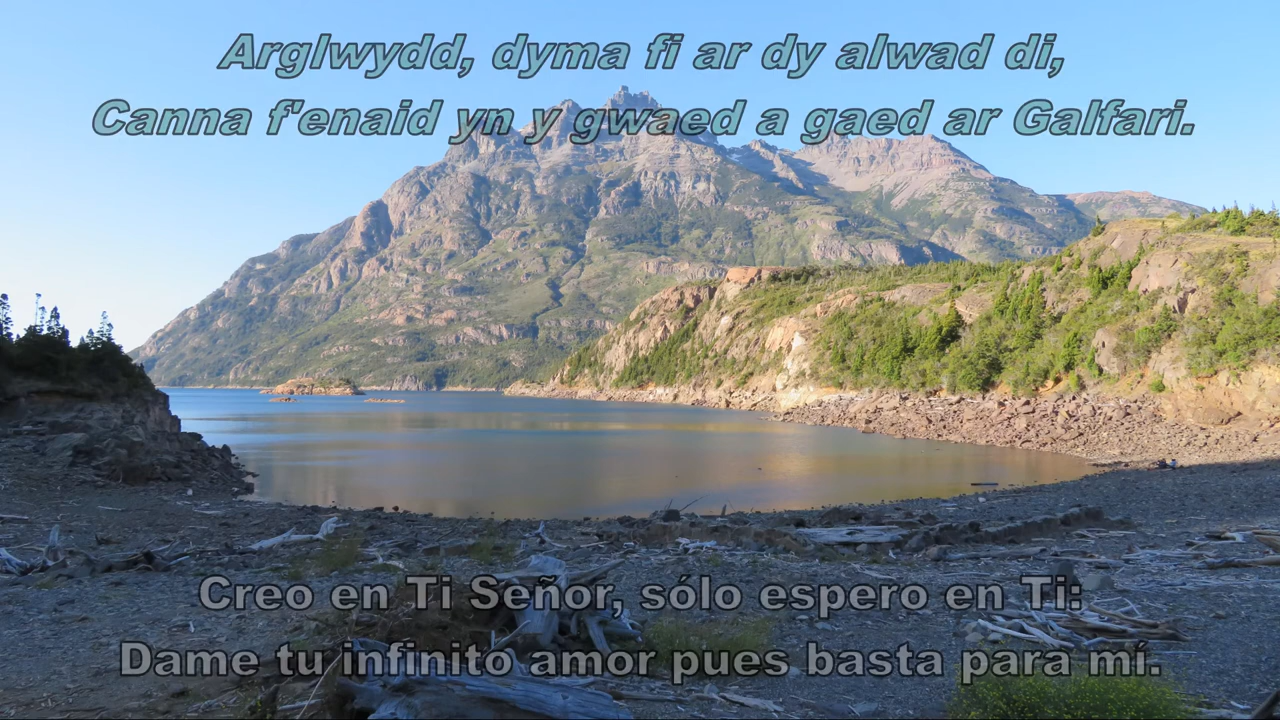 Arglwydd, dyma fi ar dy alwad di,
Canna f'enaid yn y gwaed a gaed ar Galfari.
Creo en Ti Señor, sólo espero en Ti:
Dame tu infinito amor pues basta para mí.